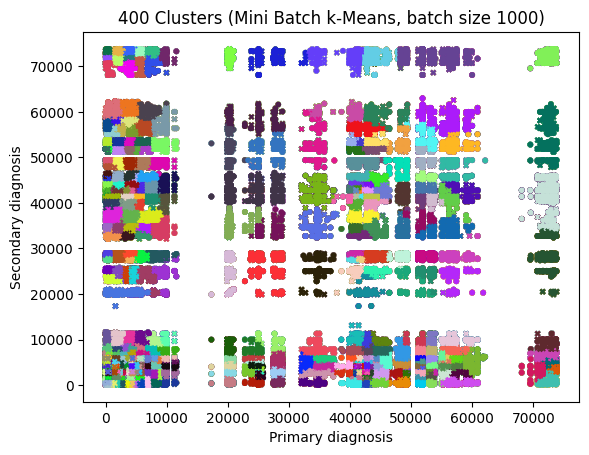 400 Clusters (Mini Batch k-Means, batch size 1000)
Secondary diagnosis
70000
60000
50000
40000
30000
20000
10000
0
0 10000 20000 30000 40000 50000 60000 70000
Primary diagnosis